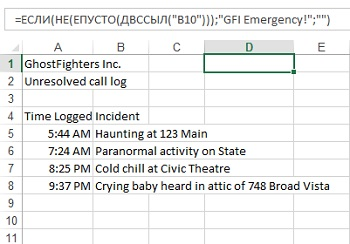 =ЕСЛИ(НЕ(ЕПУСТО(ДВССЫЛ("B10")));"GFI Emergency!";"")
A B C D E
1 GhostFighters Inc.
2 Unresolved call log
3
4 Time Logged Incident
5 5:44 AM Haunting at 123 Main
6 7:24 AM Paranormal activity on State
7 8:25 PM Cold chill at Civic Theatre
8 9:37 PM Crying baby heard in attic of 748 Broad Vista
9
10
11